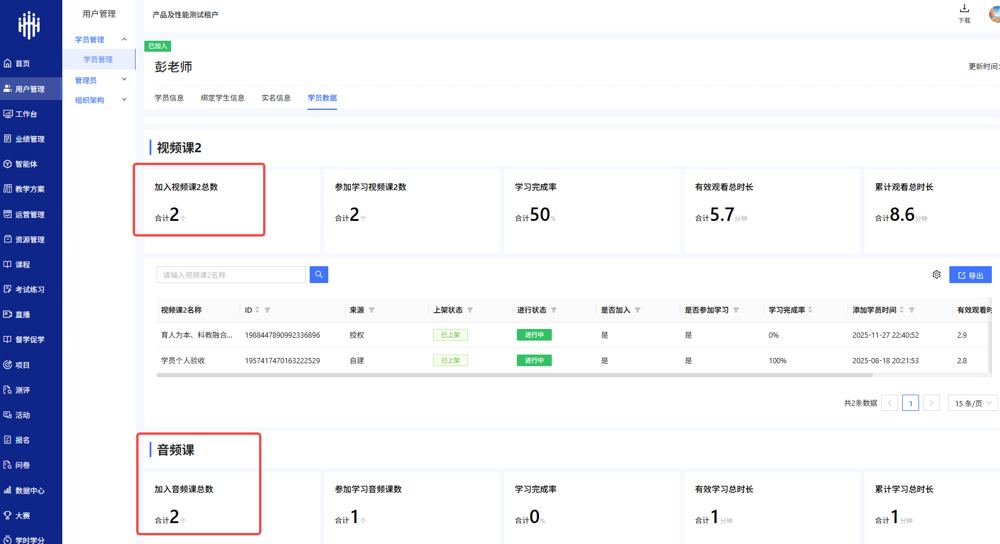 用户管理
产品及性能测试租户
下载
首页
用户管理
工作台
业绩管理
智能体
教学方案
运营管理
资源管理
课程
考试练习
直播
督学促学
项目
测评
活动
报名
问卷
数据中心
大赛
学时学分
学员管理
学员管理
管理员
组织架构
已加入
彭老师
更新时间:
学员信息 绑定学生信息 实名信息 学员数据
视频课2
加入视频课2总数 参加学习视频课2数 学习完成率 有效观看总时长 累计观看总时长
合计2个 合计2个 合计50% 合计5.7分钟 合计8.6分钟
请输入视频课2名称
导出
视频课2名称 ID 来源 上架状态 进行状态 是否加入 是否参加学习 学习完成率 添加学员时间 有效观看时
育人为本、科教融合... 1988447890992336896 授权 已上架 进行中 是 是 0% 2025-11-27 22:40:52 2.9
学员个人验收 1957417470163222529 自建 已上架 进行中 是 是 100% 2025-08-18 20:21:53 2.8
共2条数据 < 1 > 15 条/页
音频课
加入音频课总数 参加学习音频课数 学习完成率 有效学习总时长 累计学习总时长
合计2个 合计1个 合计0% 合计1分钟 合计1分钟